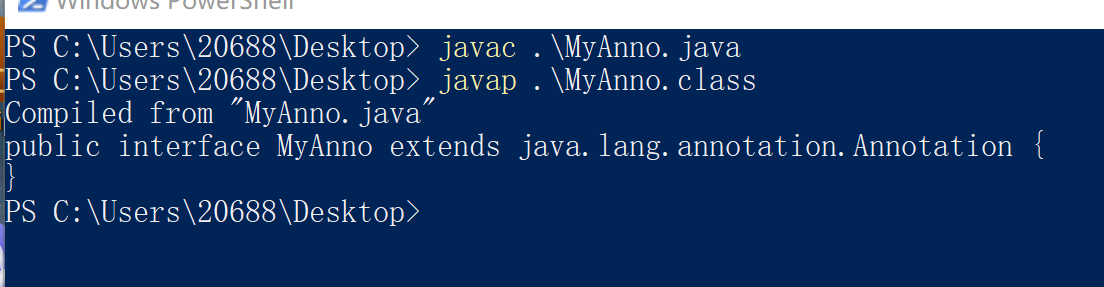 Windows PowerShell
PS C:\Users\20688\Desktop> javac .\MyAnno.java
PS C:\Users\20688\Desktop> javap .\MyAnno.class
Compiled from "MyAnno.java"
public interface MyAnno extends java.lang.annotation.Annotation {
}
PS C:\Users\20688\Desktop>